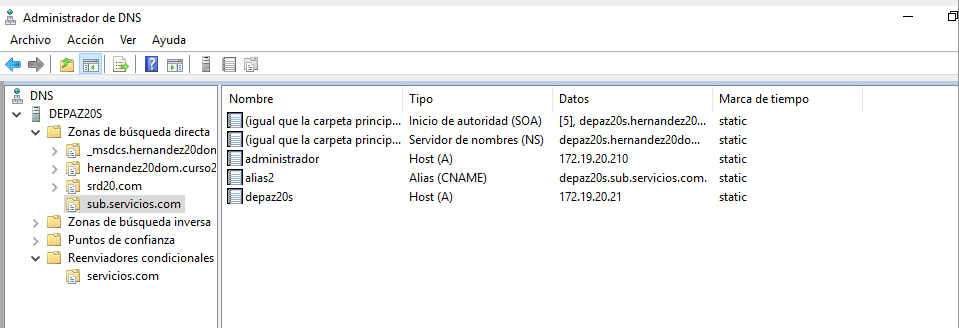 Administrador de DNS
Archivo Acción Ver Ayuda
DNS
DEPAZ20S
Zonas de búsqueda directa
_msdcs.hernandez20dom
hernandez20dom.curso2
srd20.com
sub.servicios.com
Zonas de búsqueda inversa
Puntos de confianza
Reenviadores condicionales
servicios.com
Nombre Tipo Datos Marca de tiempo
(igual que la carpeta princip... Inicio de autoridad (SOA) [5], depaz20s.hernandez20... static
(igual que la carpeta princip... Servidor de nombres (NS) depaz20s.hernandez20do... static
administrador Host (A) 172.19.20.210 static
alias2 Alias (CNAME) depaz20s.sub.servicios.com. static
depaz20s Host (A) 172.19.20.21 static